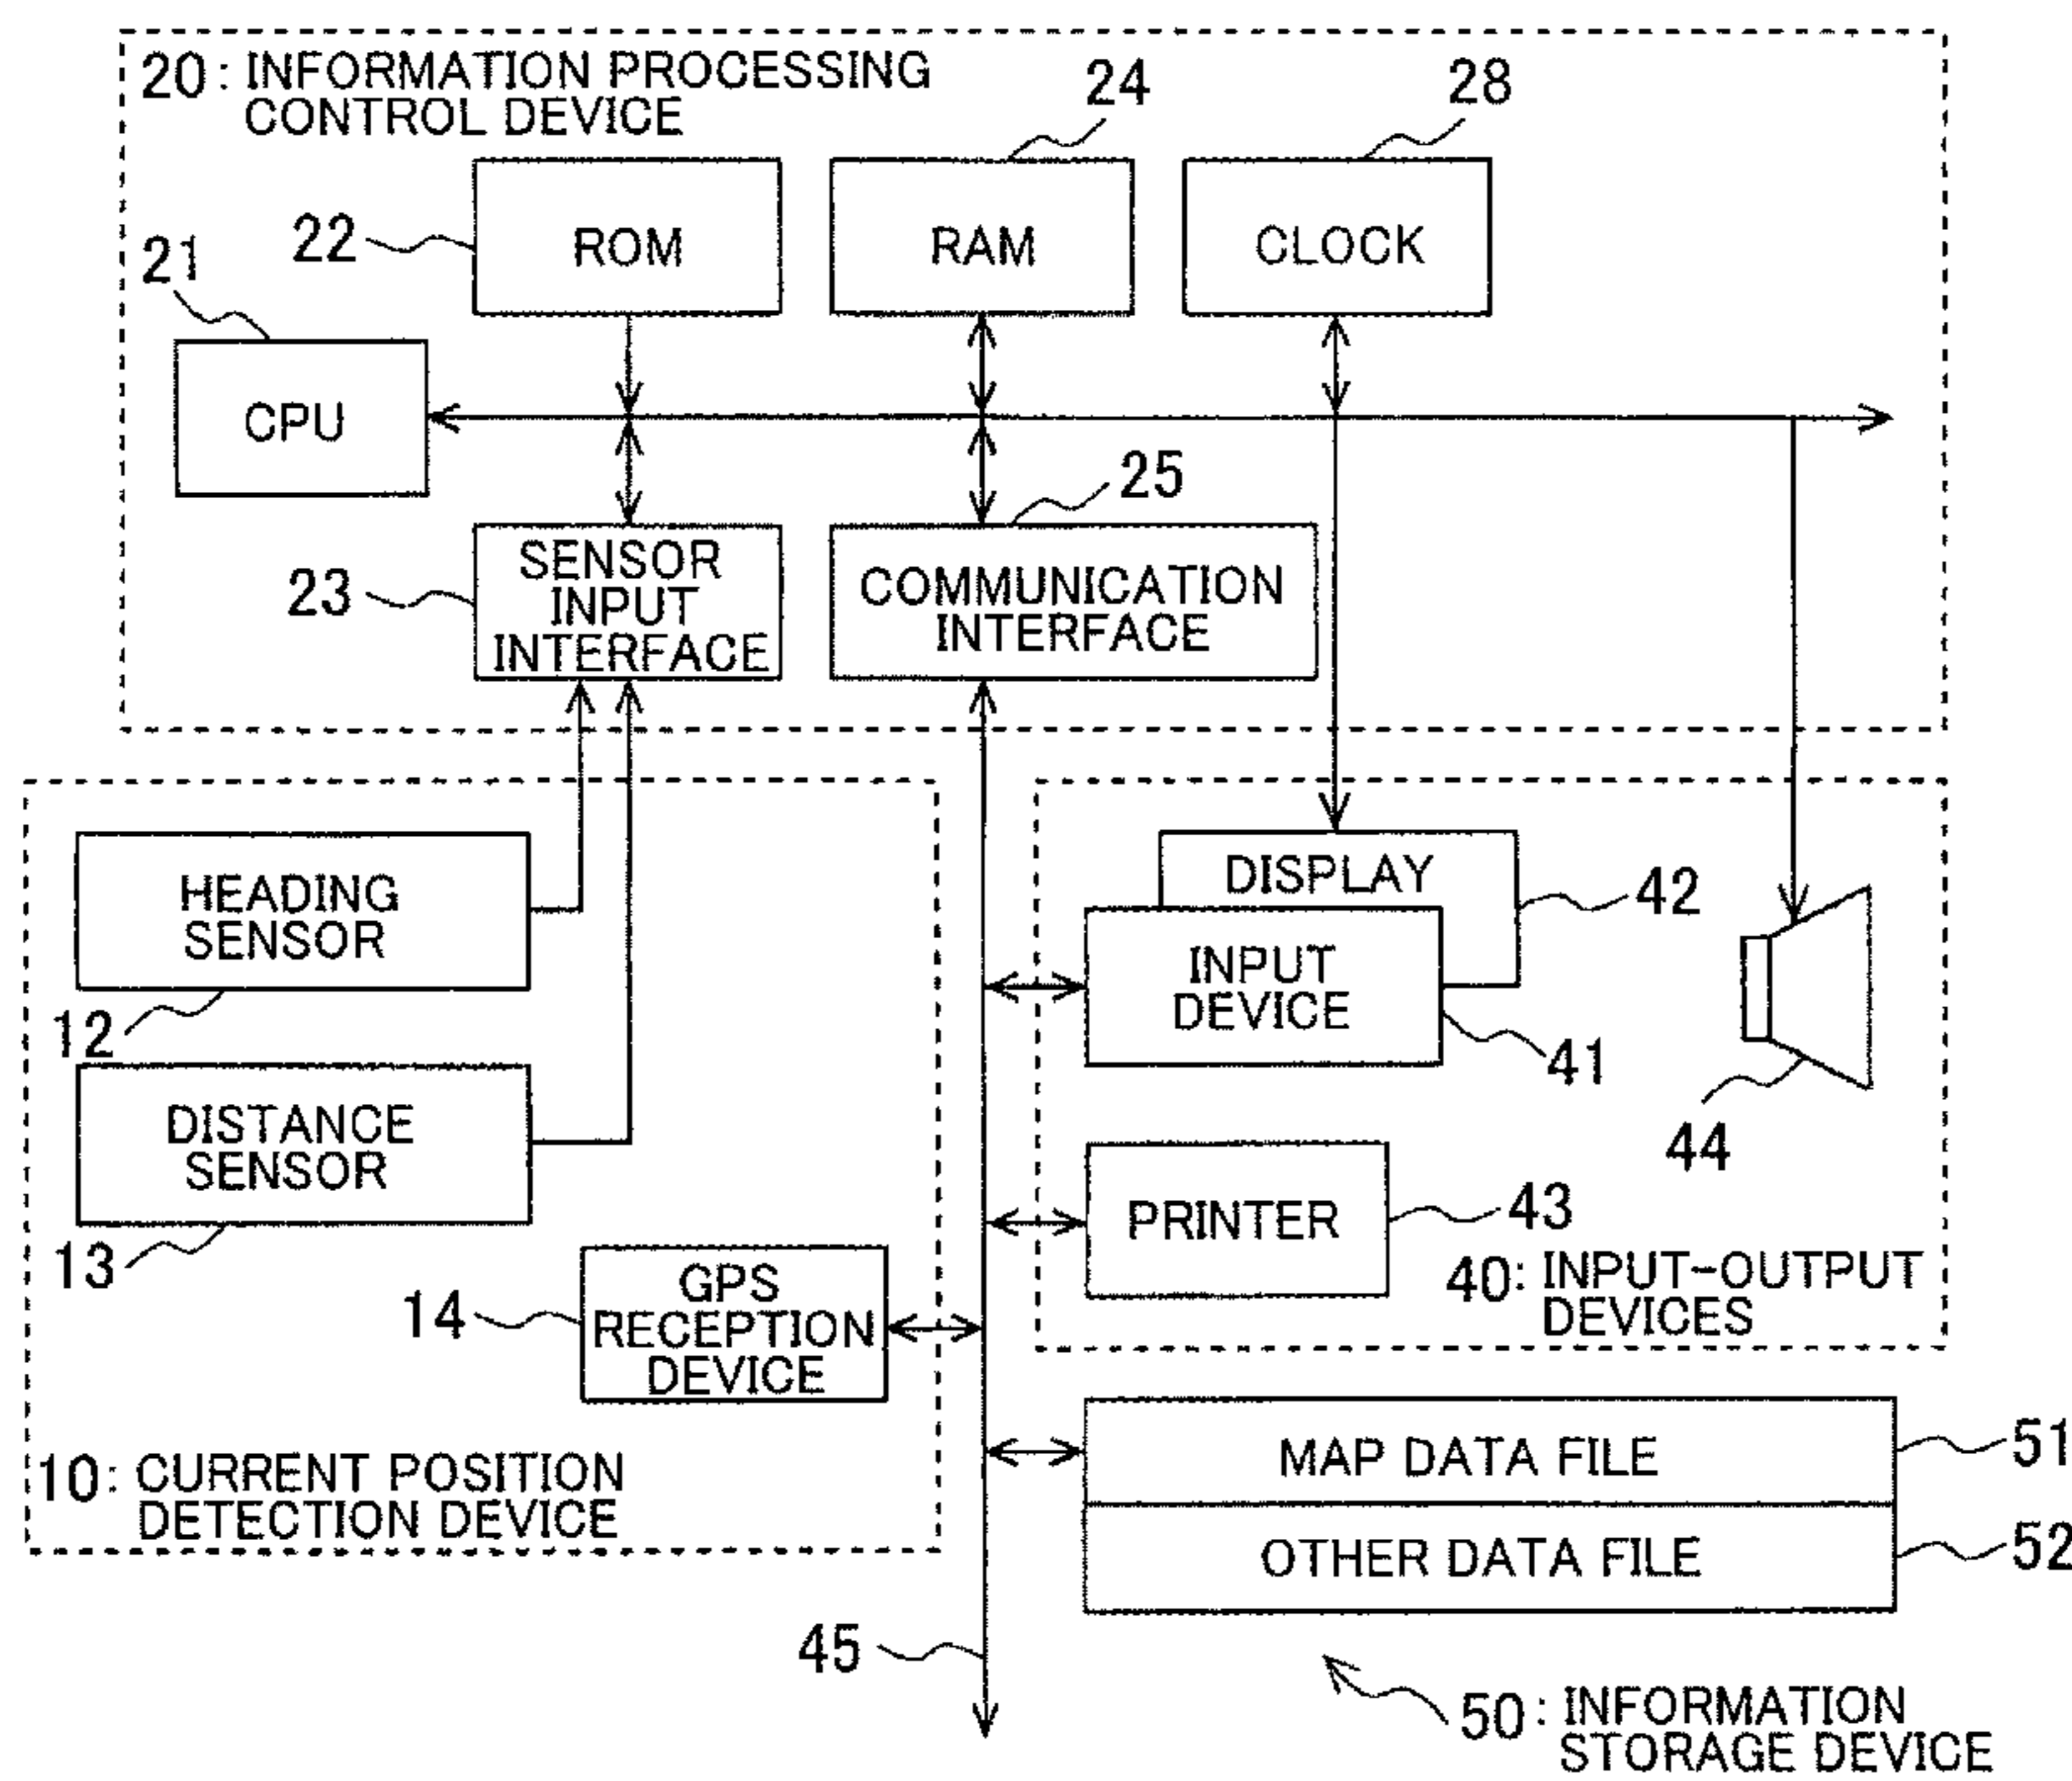 20: INFORMATION PROCESSING
CONTROL DEVICE
24
28
22
ROM
RAM
CLOCK
21
CPU
25
23
SENSOR
INPUT
INTERFACE
COMMUNICATION
INTERFACE
HEADING
SENSOR
12
DISTANCE
SENSOR
13
14
GPS
RECEPTION
DEVICE
10: CURRENT POSITION
DETECTION DEVICE
DISPLAY
42
INPUT
DEVICE
41
44
PRINTER
43
40: INPUT-OUTPUT
DEVICES
MAP DATA FILE
51
OTHER DATA FILE
52
45
50: INFORMATION
STORAGE DEVICE